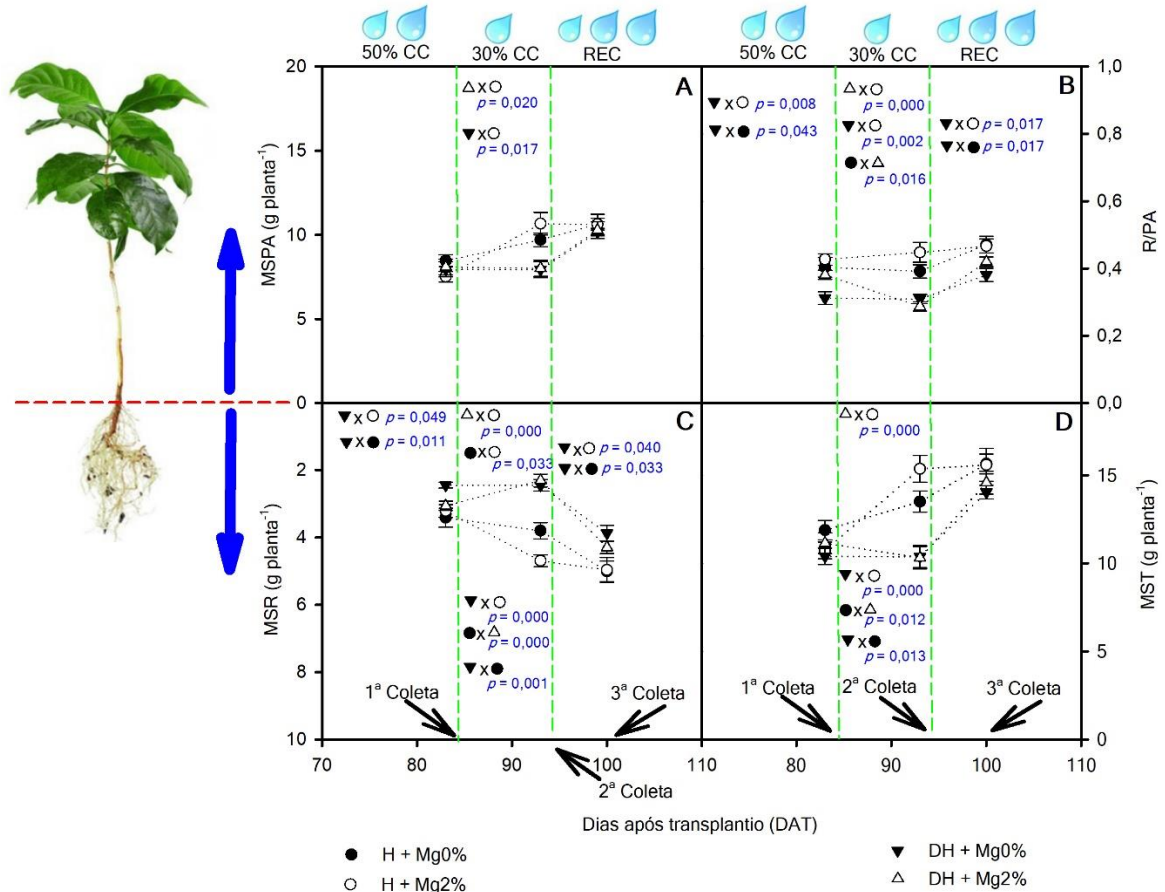 50% CC 30% CC REC 50% CC 30% CC REC
20 A B 1,0
x p = 0,020
x p = 0,017
x p = 0,008
x p = 0,043
x p = 0,000
x p = 0,002
x p = 0,016
x p = 0,017
x p = 0,017
15 0,8
10 0,6
5 0,4
0,2
0 0,0
MSPA (g planta⁻¹)
R/PA
0 C D
x p = 0,049
x p = 0,011
x p = 0,000
x p = 0,033
x p = 0,040
x p = 0,033
x p = 0,000
2 15
4 10
6 5
8
10 0
MSR (g planta⁻¹)
MST (g planta⁻¹)
x p = 0,000
x p = 0,000
x p = 0,001
x p = 0,000
x p = 0,012
x p = 0,013
1ª Coleta 3ª Coleta 1ª Coleta 2ª Coleta 3ª Coleta
70 80 90 100 110 80 90 100 110
2ª Coleta
Dias após transplantio (DAT)
● H + Mg0% ▼ DH + Mg0%
○ H + Mg2% △ DH + Mg2%